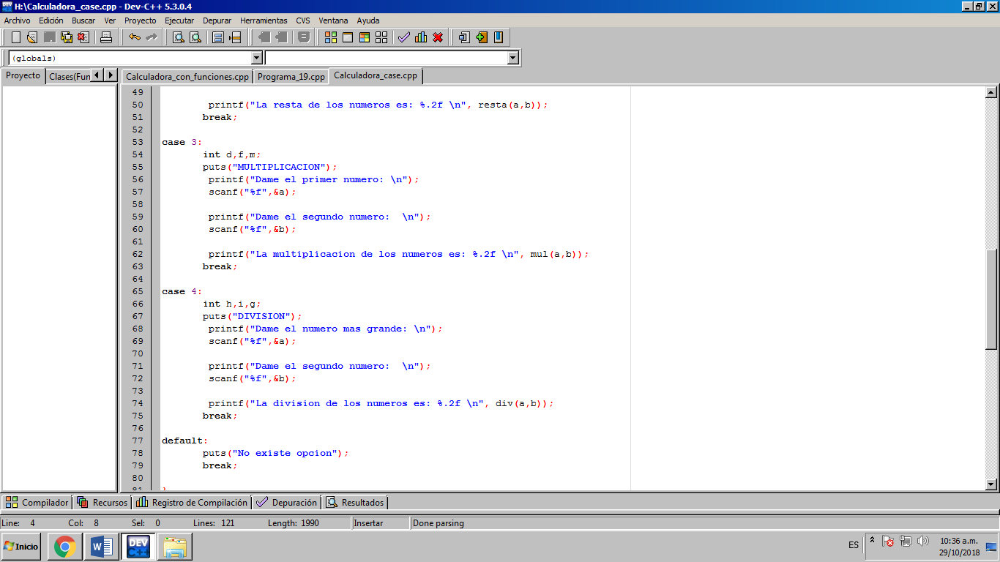 H:\Calculadora_case.cpp - Dev-C++ 5.3.0.4
Archivo Edición Buscar Ver Proyecto Ejecutar Depurar Herramientas CVS Ventana Ayuda
(globals)
Proyecto Clases(Fun Calculadora_con_funciones.cpp Programa_19.cpp Calculadora_case.cpp
49
50 printf("La resta de los numeros es: %.2f \n", resta(a,b));
51 break;
52
53 case 3:
54 int d,f,m;
55 puts("MULTIPLICACION");
56 printf("Dame el primer numero: \n");
57 scanf("%f",&a);
58
59 printf("Dame el segundo numero:  \n");
60 scanf("%f",&b);
61
62 printf("La multiplicacion de los numeros es: %.2f \n", mul(a,b));
63 break;
64
65 case 4:
66 int h,i,g;
67 puts("DIVISION");
68 printf("Dame el numero mas grande: \n");
69 scanf("%f",&a);
70
71 printf("Dame el segundo numero:  \n");
72 scanf("%f",&b);
73
74 printf("La division de los numeros es: %.2f \n", div(a,b));
75 break;
76
77 default:
78 puts("No existe opcion");
79 break;
80
81 }
Compilador Recursos Registro de Compilación Depuración Resultados
Line: 4 Col: 8 Sel: 0 Lines: 121 Length: 1990 Insertar Done parsing
Inicio DEV C++ ES 10:36 a.m.
29/10/2018